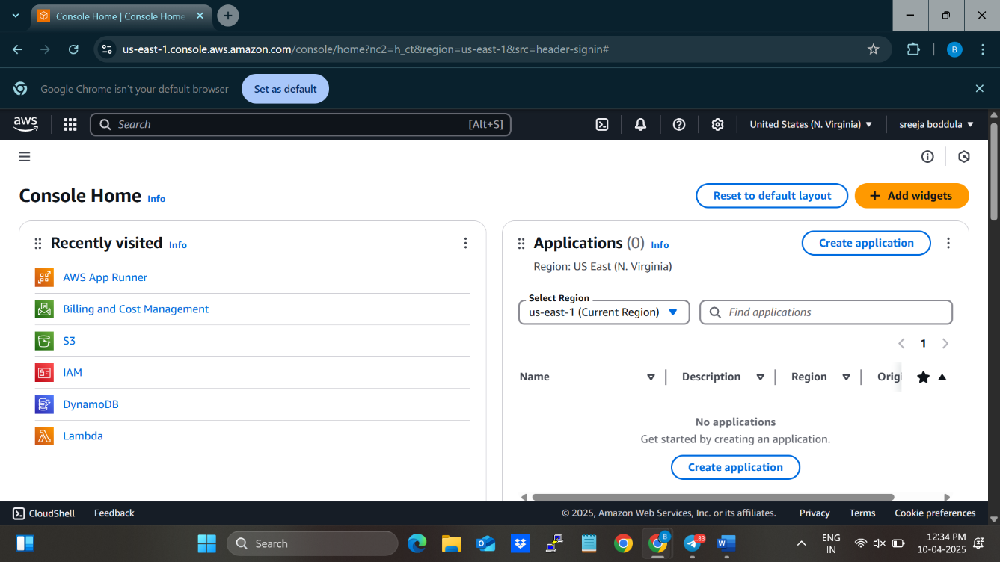 Console Home | Console Home
us-east-1.console.aws.amazon.com/console/home?nc2=h_ct&region=us-east-1&src=header-signin#
B
Google Chrome isn't your default browser
Set as default
aws
Search
[Alt+S]
United States (N. Virginia)
sreeja boddula
Console Home Info
Reset to default layout
+ Add widgets
Recently visited Info
AWS App Runner
Billing and Cost Management
S3
IAM
DynamoDB
Lambda
Applications (0) Info
Create application
Region: US East (N. Virginia)
Select Region
us-east-1 (Current Region)
Find applications
1
Name
Description
Region
Origi
No applications
Get started by creating an application.
Create application
CloudShell
Feedback
© 2025, Amazon Web Services, Inc. or its affiliates.
Privacy
Terms
Cookie preferences
Search
B
83
W
ENG
IN
12:34 PM
10-04-2025